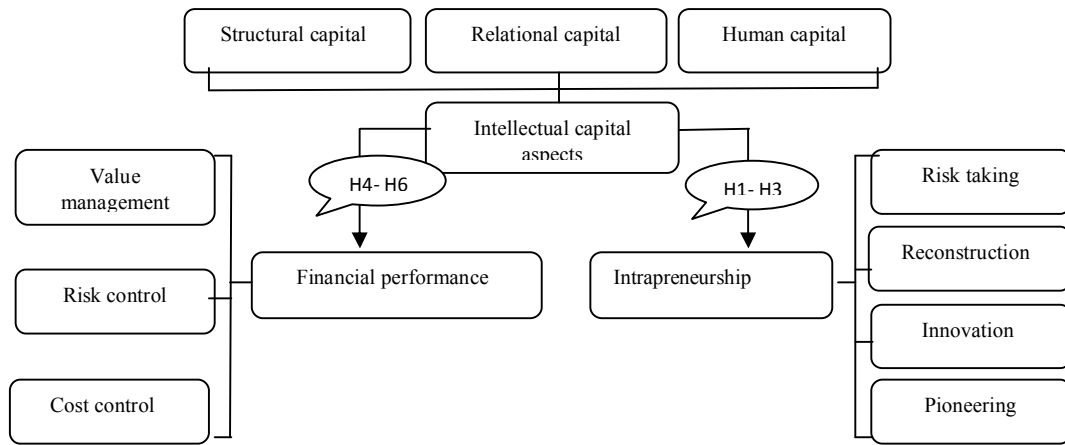 Structural capital
Relational capital
Human capital
Intellectual capital
aspects
Value
management
H4- H6
H1- H3
Risk taking
Financial performance
Intrapreneurship
Reconstruction
Risk control
Innovation
Cost control
Pioneering